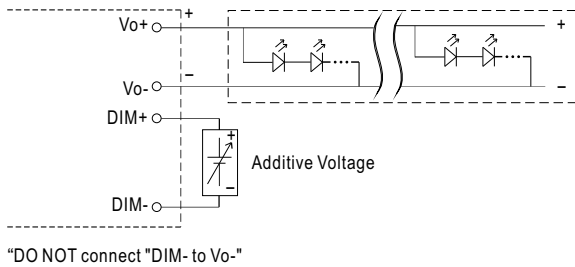 Vo+ + +
Vo- - -
DIM+
+
Additive Voltage
-
DIM-
“DO NOT connect "DIM- to Vo-"